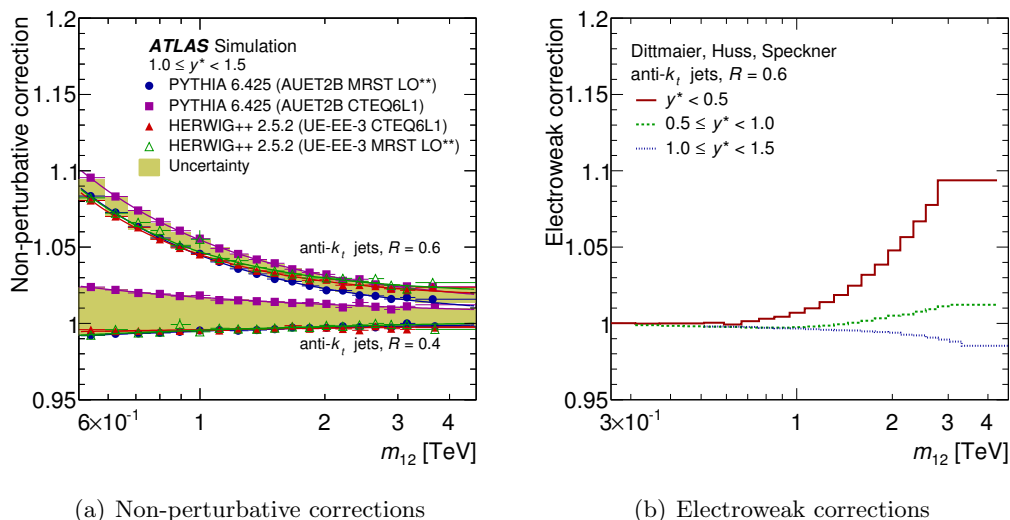 Non-perturbative correction
1.2
1.15
1.1
1.05
1
0.95
ATLAS Simulation
1.0 ≤ y* < 1.5
PYTHIA 6.425 (AUET2B MRST LO**)
PYTHIA 6.425 (AUET2B CTEQ6L1)
HERWIG++ 2.5.2 (UE-EE-3 CTEQ6L1)
HERWIG++ 2.5.2 (UE-EE-3 MRST LO**)
Uncertainty
anti-kt jets, R = 0.6
anti-kt jets, R = 0.4
6×10⁻¹ 1 2 3 4
m₁₂ [TeV]
(a) Non-perturbative corrections
Electroweak correction
1.2
1.15
1.1
1.05
1
0.95
Dittmaier, Huss, Speckner
anti-kt jets, R = 0.6
y* < 0.5
0.5 ≤ y* < 1.0
1.0 ≤ y* < 1.5
3×10⁻¹ 1 2 3 4
m₁₂ [TeV]
(b) Electroweak corrections